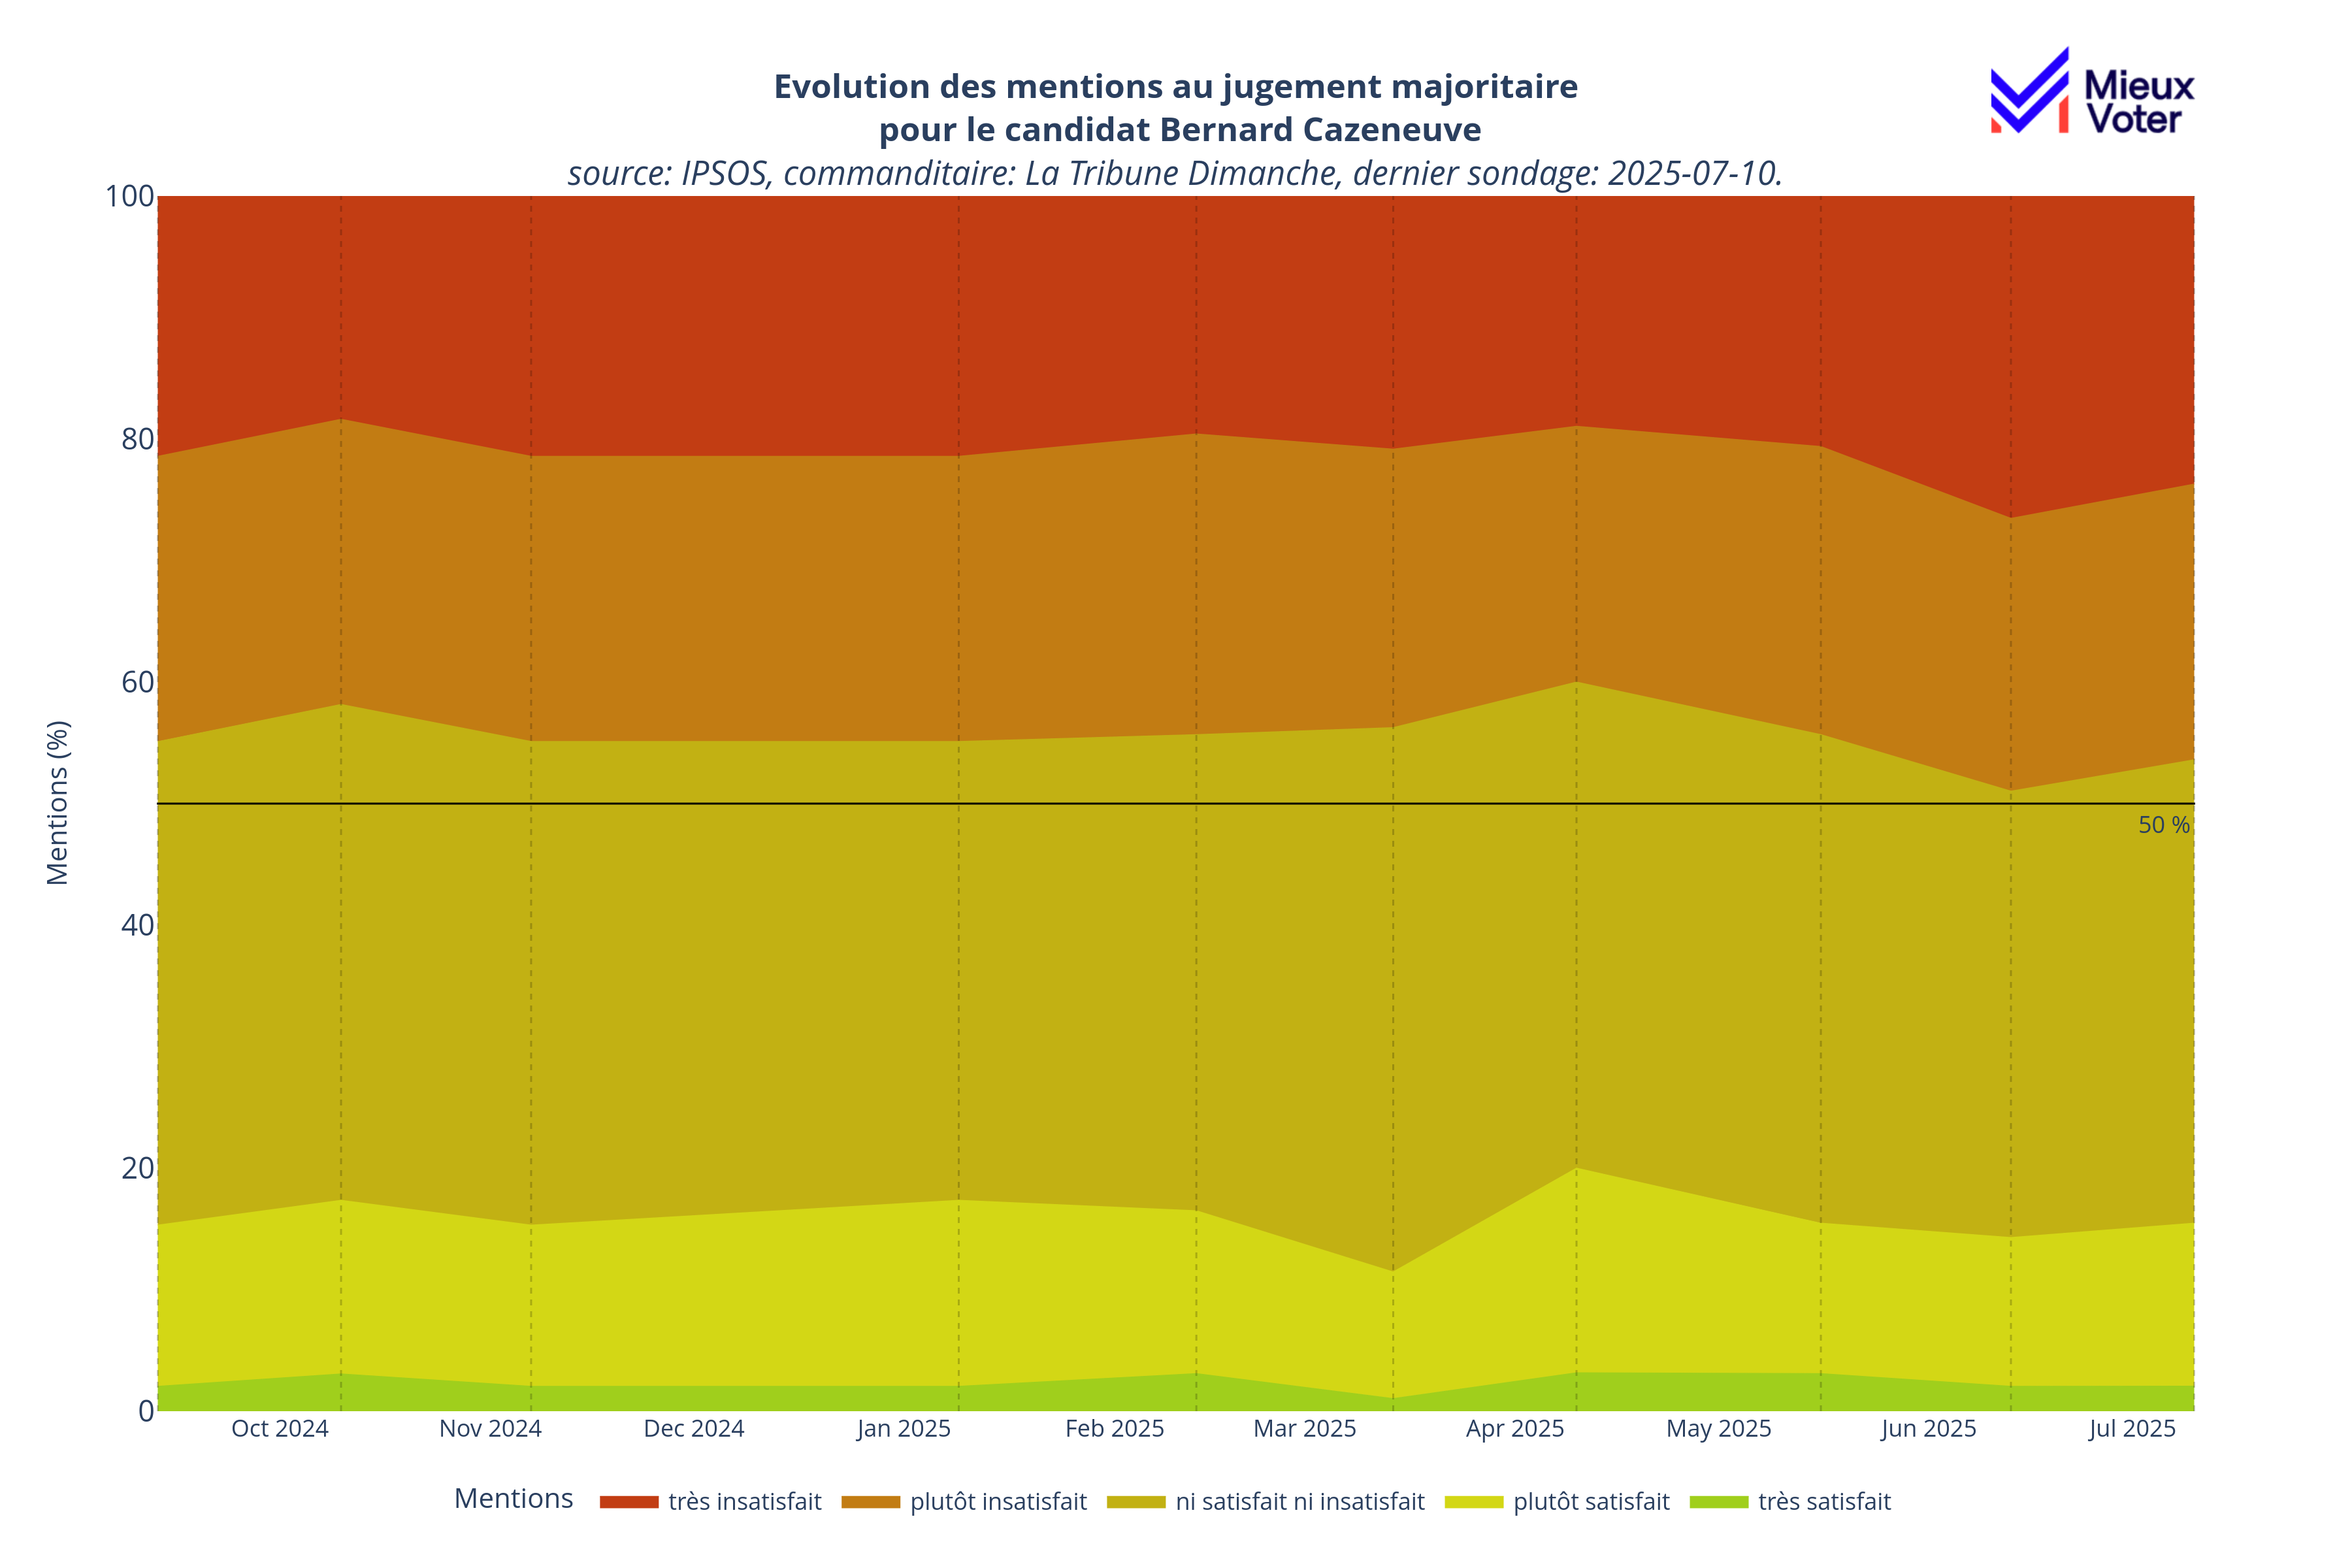 Evolution des mentions au jugement majoritaire
pour le candidat Bernard Cazeneuve
source: IPSOS, commanditaire: La Tribune Dimanche, dernier sondage: 2025-07-10.
Mieux
Voter
Mentions (%)
100
80
60
40
20
0
50 %
Oct 2024
Nov 2024
Dec 2024
Jan 2025
Feb 2025
Mar 2025
Apr 2025
May 2025
Jun 2025
Jul 2025
Mentions
très insatisfait
plutôt insatisfait
ni satisfait ni insatisfait
plutôt satisfait
très satisfait